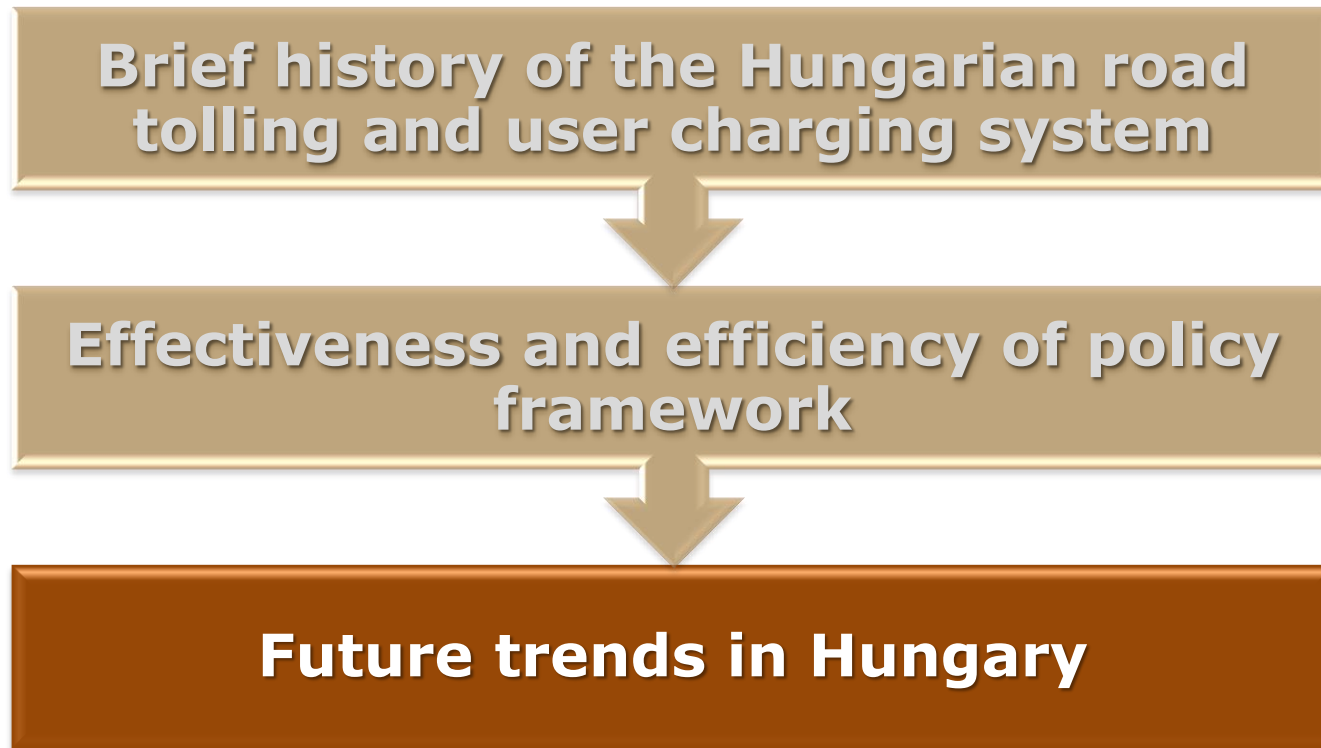 Brief history of the Hungarian road
tolling and user charging system
Effectiveness and efficiency of policy
framework
Future trends in Hungary